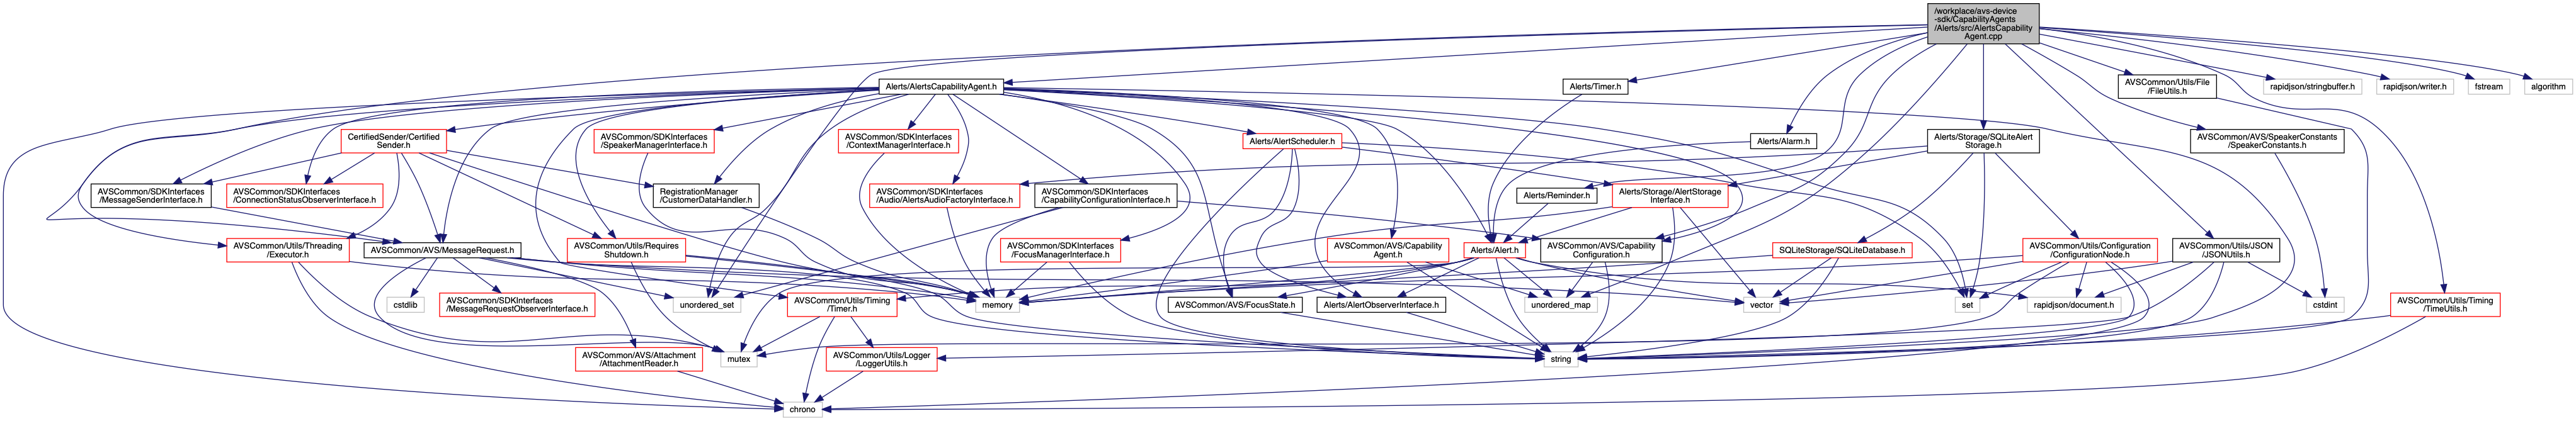 /workplace/avs-device
-sdk/CapabilityAgents
/Alerts/src/AlertsCapability
Agent.cpp
Alerts/AlertsCapabilityAgent.h
Alerts/Timer.h
AVSCommon/Utils/File
/FileUtils.h
rapidjson/stringbuffer.h
rapidjson/writer.h
fstream
algorithm
CertifiedSender/Certified
Sender.h
AVSCommon/SDKInterfaces
/SpeakerManagerInterface.h
AVSCommon/SDKInterfaces
/ContextManagerInterface.h
Alerts/AlertScheduler.h
Alerts/Alarm.h
Alerts/Storage/SQLiteAlert
Storage.h
AVSCommon/AVS/SpeakerConstants
/SpeakerConstants.h
AVSCommon/SDKInterfaces
/MessageSenderInterface.h
AVSCommon/SDKInterfaces
/ConnectionStatusObserverInterface.h
RegistrationManager
/CustomerDataHandler.h
AVSCommon/SDKInterfaces
/Audio/AlertsAudioFactoryInterface.h
AVSCommon/SDKInterfaces
/CapabilityConfigurationInterface.h
Alerts/Reminder.h
Alerts/Storage/AlertStorage
Interface.h
AVSCommon/Utils/Threading
/Executor.h
AVSCommon/AVS/MessageRequest.h
AVSCommon/Utils/Requires
Shutdown.h
AVSCommon/SDKInterfaces
/FocusManagerInterface.h
AVSCommon/AVS/Capability
Agent.h
Alerts/Alert.h
AVSCommon/AVS/Capability
Configuration.h
SQLiteStorage/SQLiteDatabase.h
AVSCommon/Utils/Configuration
/ConfigurationNode.h
AVSCommon/Utils/JSON
/JSONUtils.h
cstdlib
AVSCommon/SDKInterfaces
/MessageRequestObserverInterface.h
unordered_set
AVSCommon/Utils/Timing
/Timer.h
memory
AVSCommon/AVS/FocusState.h
Alerts/AlertObserverInterface.h
unordered_map
vector
set
rapidjson/document.h
cstdint
AVSCommon/Utils/Timing
/TimeUtils.h
mutex
AVSCommon/AVS/Attachment
/AttachmentReader.h
AVSCommon/Utils/Logger
/LoggerUtils.h
string
chrono